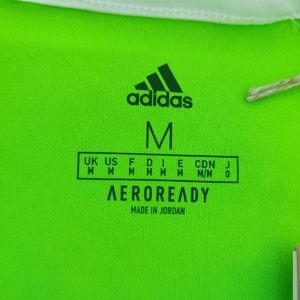 adidas
M
UK US F D I E CDN J
M M M M M M M/M O
AEROREADY
MADE IN JORDAN